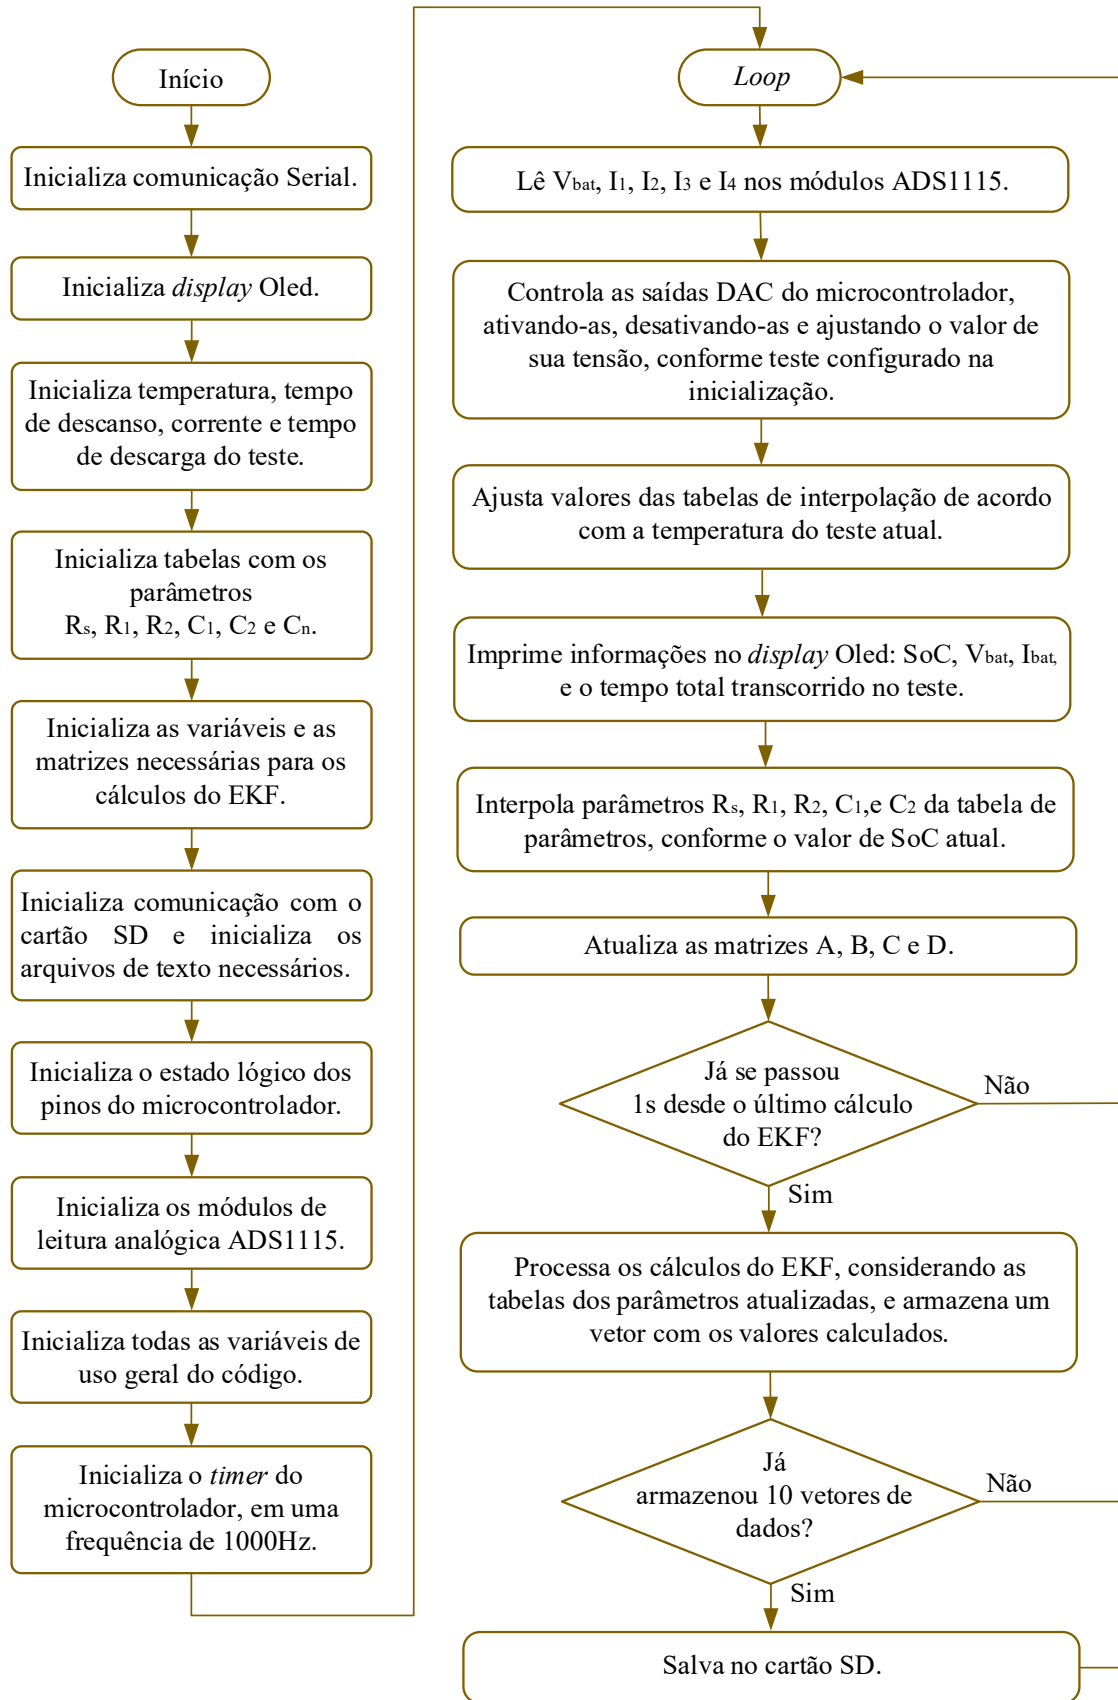 Início
Inicializa comunicação Serial.
Inicializa display Oled.
Inicializa temperatura, tempo
de descanso, corrente e tempo
de descarga do teste.
Inicializa tabelas com os
parâmetros
Rs, R1, R2, C1, C2 e Cn.
Inicializa as variáveis e as
matrizes necessárias para os
cálculos do EKF.
Inicializa comunicação com o
cartão SD e inicializa os
arquivos de texto necessários.
Inicializa o estado lógico dos
pinos do microcontrolador.
Inicializa os módulos de
leitura analógica ADS1115.
Inicializa todas as variáveis de
uso geral do código.
Inicializa o timer do
microcontrolador, em uma
frequência de 1000Hz.
Loop
Lê Vbat, I1, I2, I3 e I4 nos módulos ADS1115.
Controla as saídas DAC do microcontrolador,
ativando-as, desativando-as e ajustando o valor de
sua tensão, conforme teste configurado na
inicialização.
Ajusta valores das tabelas de interpolação de acordo
com a temperatura do teste atual.
Imprime informações no display Oled: SoC, Vbat, Ibat,
e o tempo total transcorrido no teste.
Interpola parâmetros Rs, R1, R2, C1,e C2 da tabela de
parâmetros, conforme o valor de SoC atual.
Atualiza as matrizes A, B, C e D.
Já se passou
1s desde o último cálculo
do EKF?
Não
Sim
Processa os cálculos do EKF, considerando as
tabelas dos parâmetros atualizadas, e armazena um
vetor com os valores calculados.
Já
armazenou 10 vetores de
dados?
Não
Sim
Salva no cartão SD.